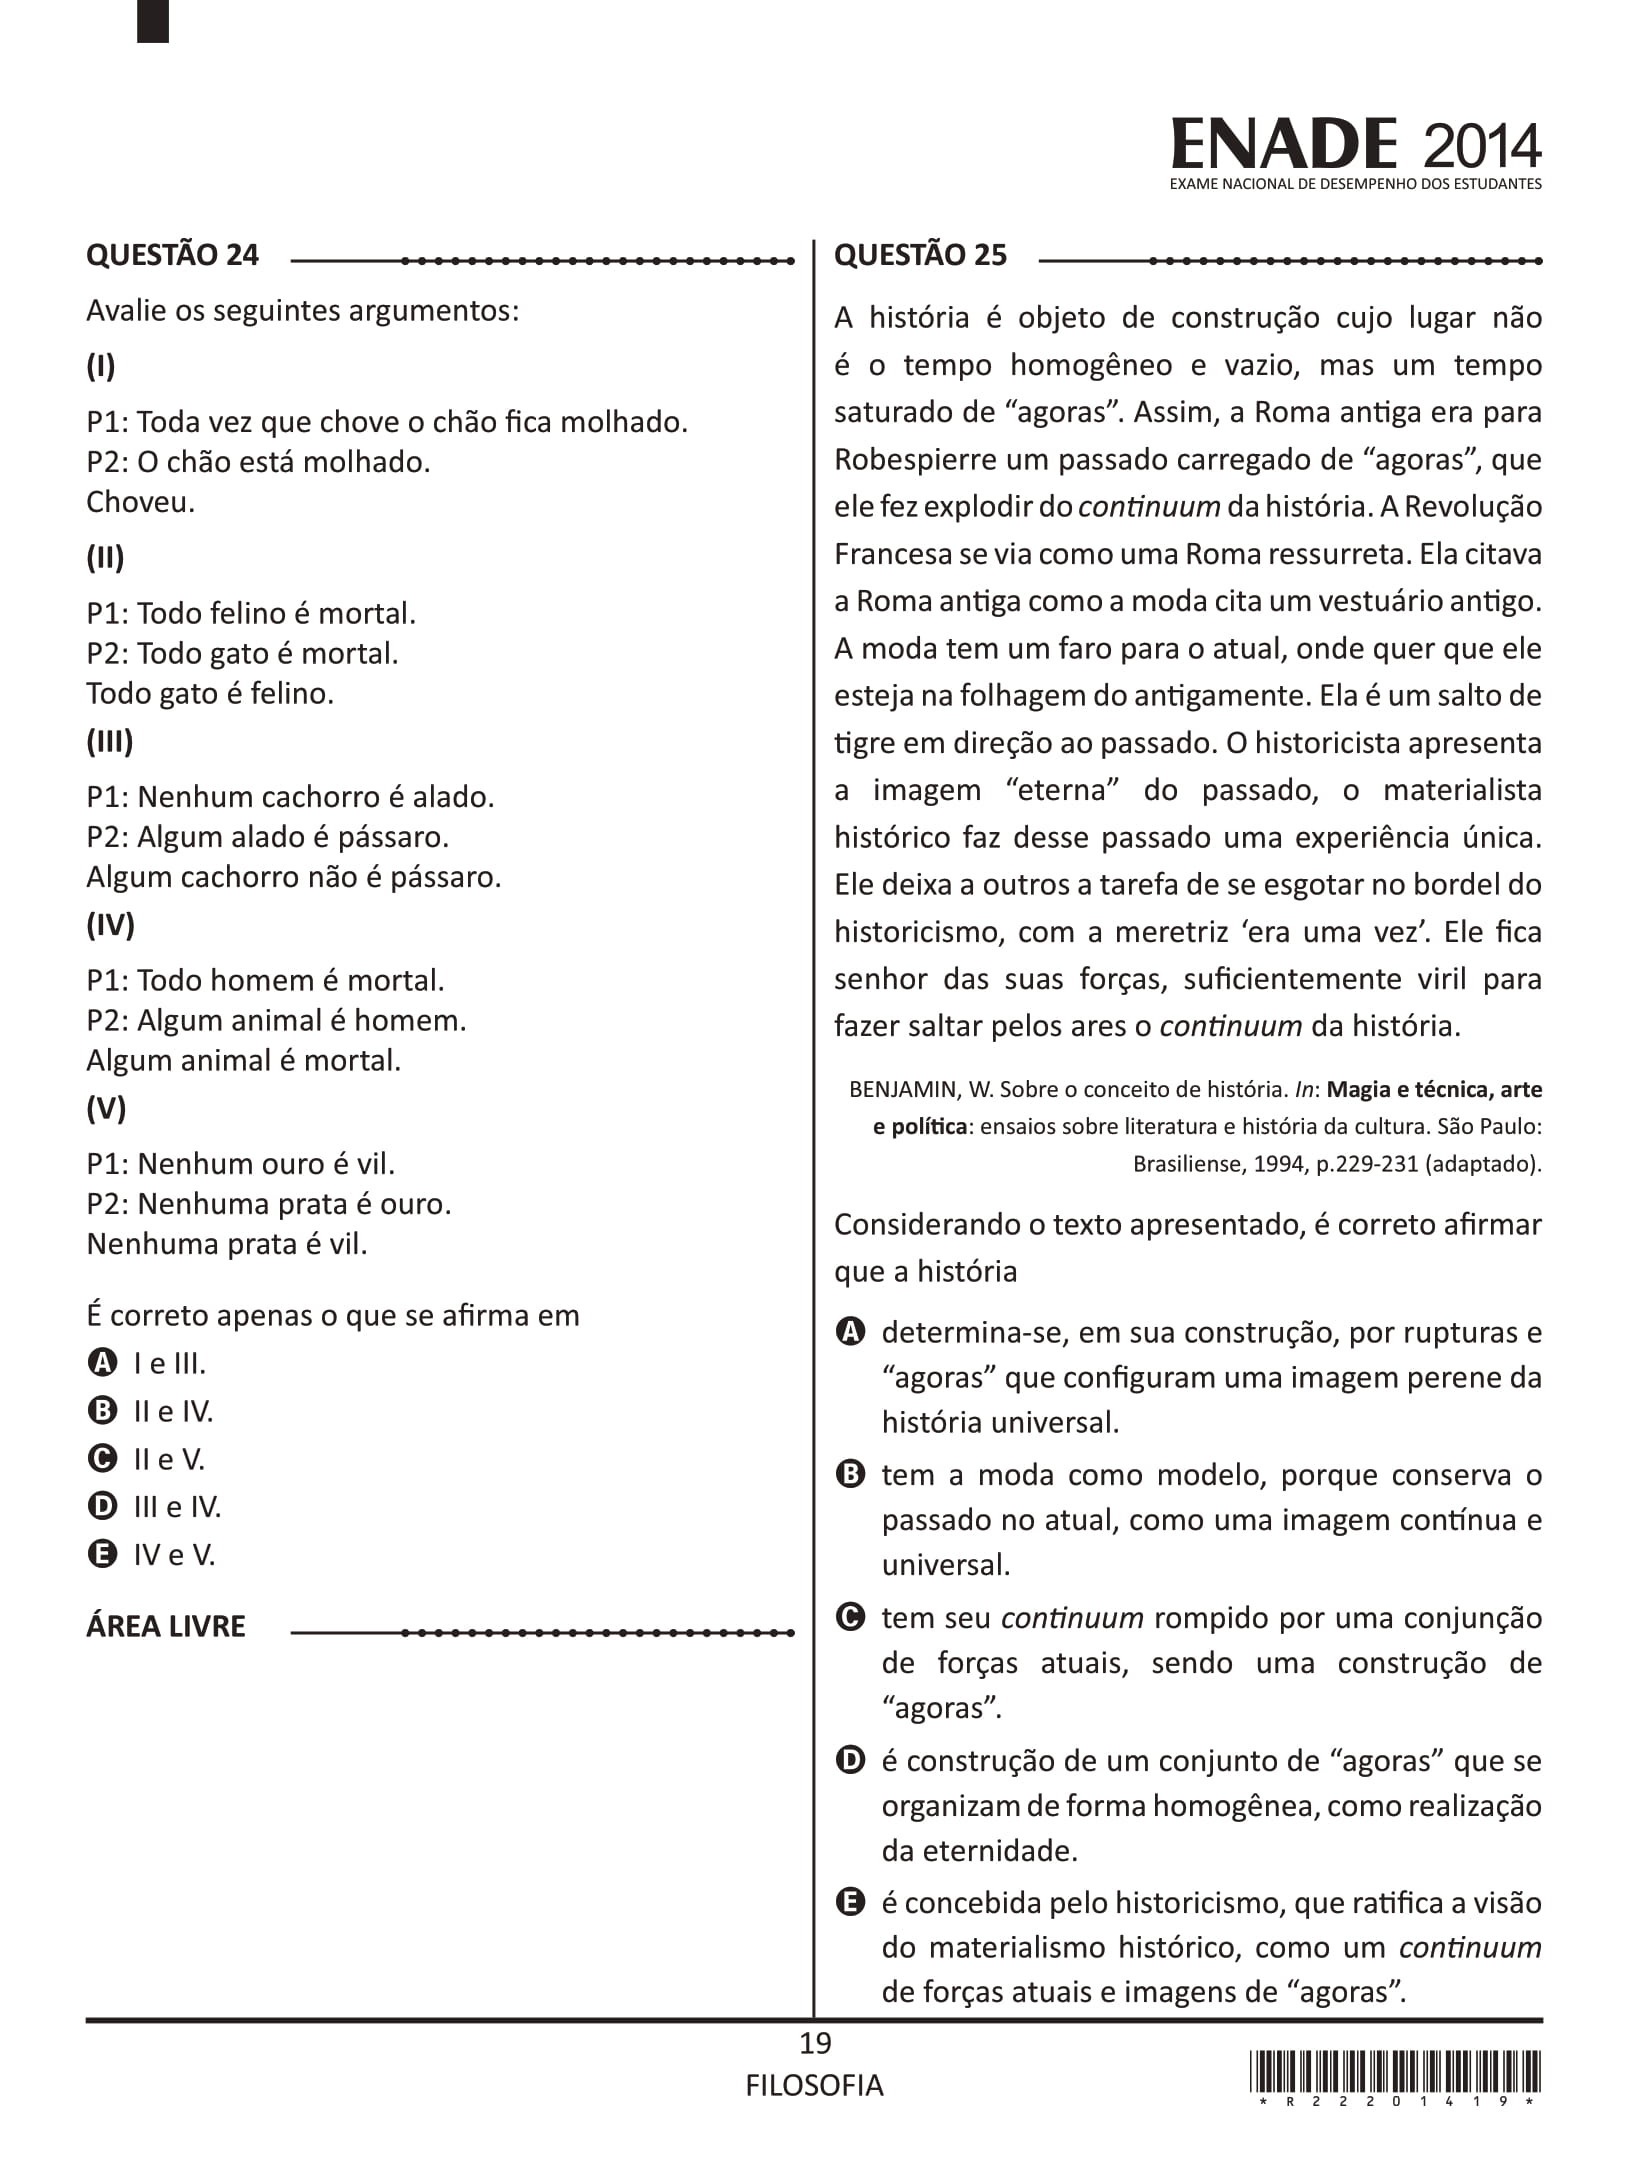 ENADE 2014
EXAME NACIONAL DE DESEMPENHO DOS ESTUDANTES
QUESTÃO 24
Avalie os seguintes argumentos:
(I)
P1: Toda vez que chove o chão fica molhado.
P2: O chão está molhado.
Choveu.
(II)
P1: Todo felino é mortal.
P2: Todo gato é mortal.
Todo gato é felino.
(III)
P1: Nenhum cachorro é alado.
P2: Algum alado é pássaro.
Algum cachorro não é pássaro.
(IV)
P1: Todo homem é mortal.
P2: Algum animal é homem.
Algum animal é mortal.
(V)
P1: Nenhum ouro é vil.
P2: Nenhuma prata é ouro.
Nenhuma prata é vil.
É correto apenas o que se afirma em
A I e III.
B II e IV.
C II e V.
D III e IV.
E IV e V.
ÁREA LIVRE
QUESTÃO 25
A história é objeto de construção cujo lugar não
é o tempo homogêneo e vazio, mas um tempo
saturado de “agoras”. Assim, a Roma antiga era para
Robespierre um passado carregado de “agoras”, que
ele fez explodir do continuum da história. A Revolução
Francesa se via como uma Roma ressurreta. Ela citava
a Roma antiga como a moda cita um vestuário antigo.
A moda tem um faro para o atual, onde quer que ele
esteja na folhagem do antigamente. Ela é um salto de
tigre em direção ao passado. O historicista apresenta
a imagem “eterna” do passado, o materialista
histórico faz desse passado uma experiência única.
Ele deixa a outros a tarefa de se esgotar no bordel do
historicismo, com a meretriz ‘era uma vez’. Ele fica
senhor das suas forças, suficientemente viril para
fazer saltar pelos ares o continuum da história.
BENJAMIN, W. Sobre o conceito de história. In: Magia e técnica, arte
e política: ensaios sobre literatura e história da cultura. São Paulo:
Brasiliense, 1994, p.229-231 (adaptado).
Considerando o texto apresentado, é correto afirmar
que a história
A determina-se, em sua construção, por rupturas e
“agoras” que configuram uma imagem perene da
história universal.
B tem a moda como modelo, porque conserva o
passado no atual, como uma imagem contínua e
universal.
C tem seu continuum rompido por uma conjunção
de forças atuais, sendo uma construção de
“agoras”.
D é construção de um conjunto de “agoras” que se
organizam de forma homogênea, como realização
da eternidade.
E é concebida pelo historicismo, que ratifica a visão
do materialismo histórico, como um continuum
de forças atuais e imagens de “agoras”.
19
FILOSOFIA
*R22201419*